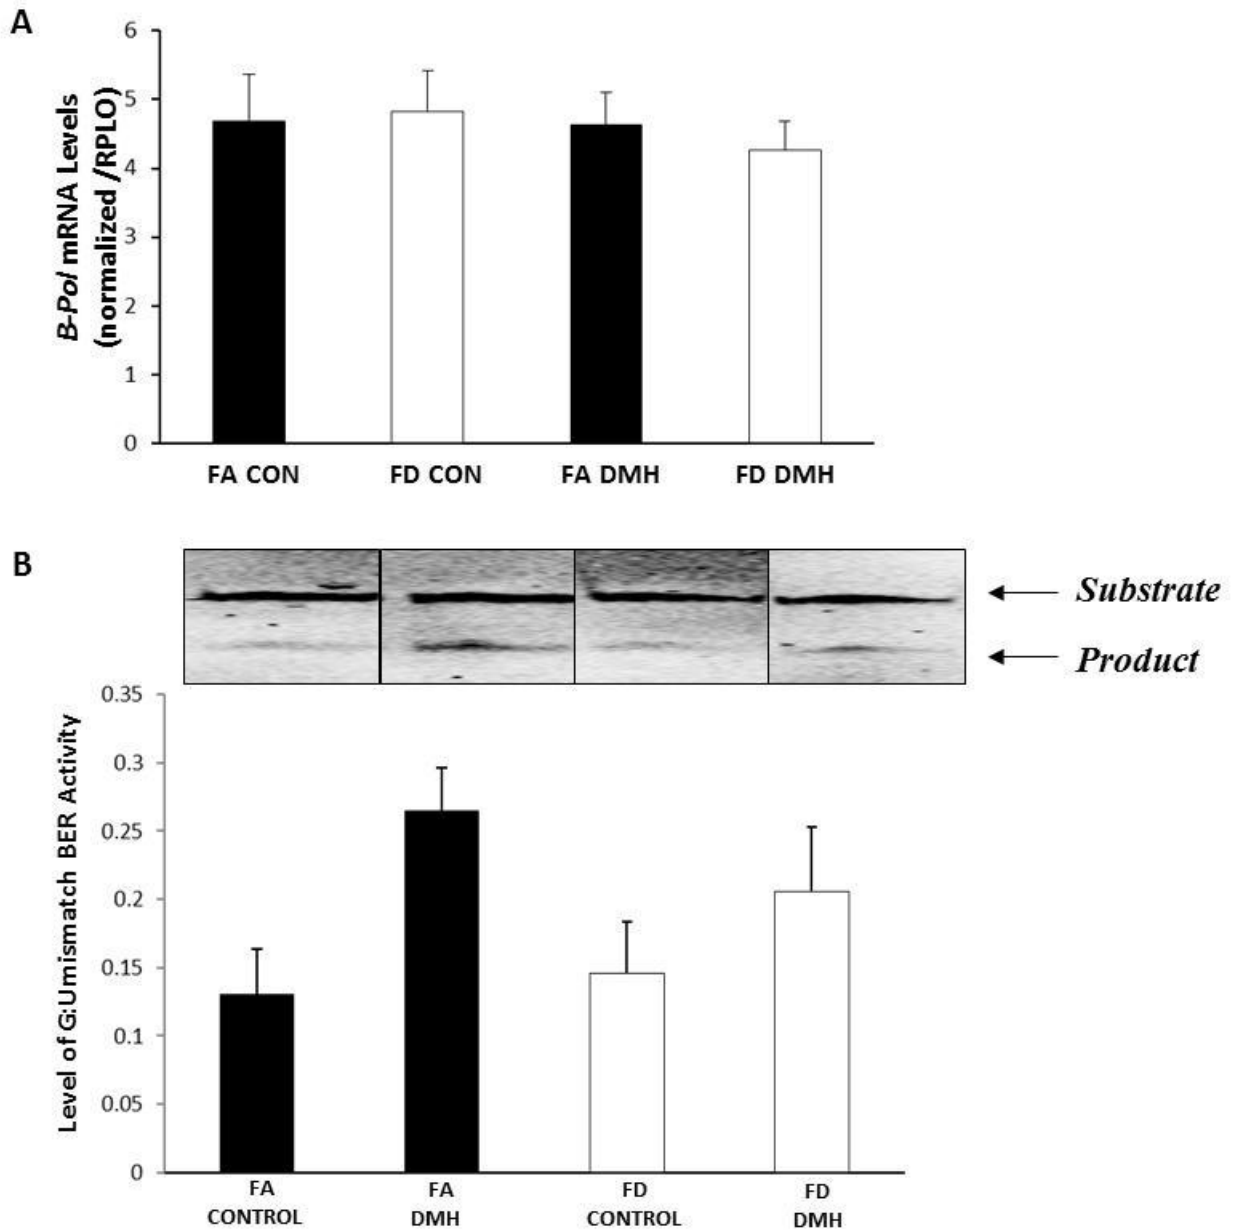 A
6
5
4
3
2
1
0
B-Pol mRNA Levels
(normalized /RPLO)
FA CON FD CON FA DMH FD DMH
B
Substrate
Product
0.35
0.3
0.25
0.2
0.15
0.1
0.05
0
Level of G:Umismatch BER Activity
FA FA FD FD
CONTROL DMH CONTROL DMH